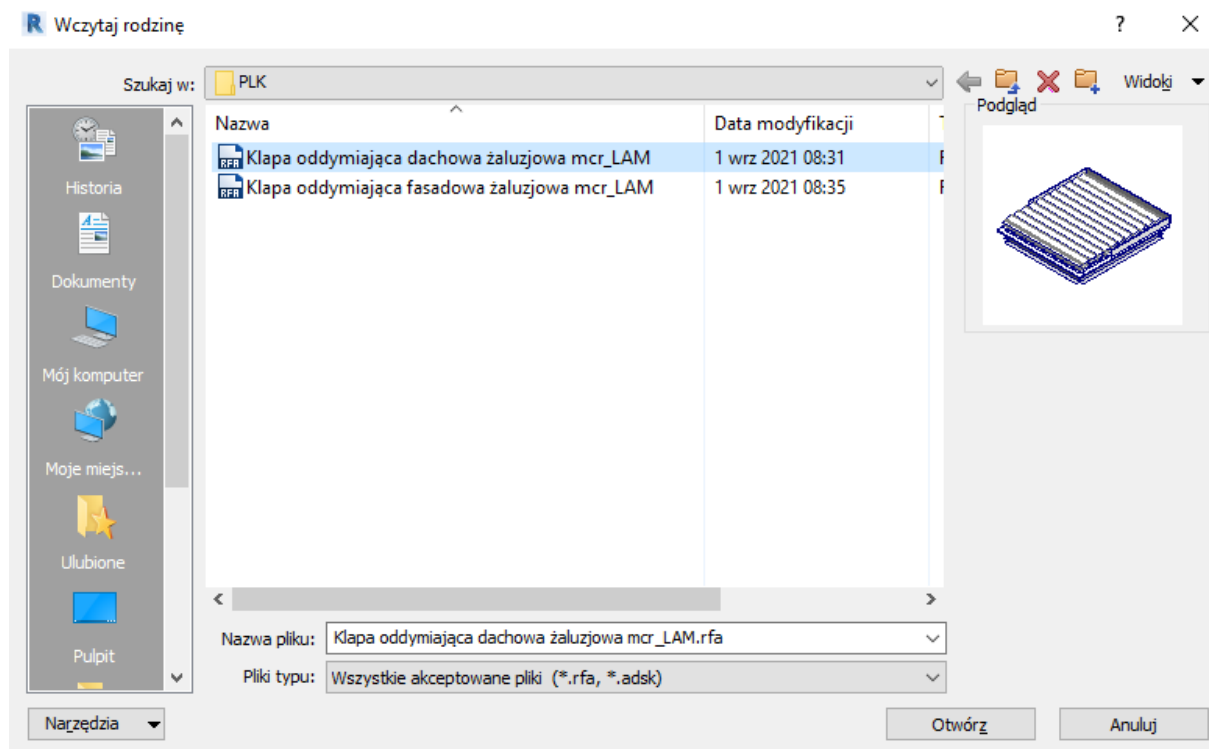 R Wczytaj rodzinę ?
Szukaj w: PLK Widoki
Podgląd
Nazwa Data modyfikacji
RFA Klapa oddymiająca dachowa żaluzjowa mcr_LAM 1 wrz 2021 08:31
RFA Klapa oddymiająca fasadowa żaluzjowa mcr_LAM 1 wrz 2021 08:35
Historia
Dokumenty
Mój komputer
Moje miejs...
Ulubione
Pulpit
Nazwa pliku: Klapa oddymiająca dachowa żaluzjowa mcr_LAM.rfa
Pliki typu: Wszystkie akceptowane pliki (*.rfa, *.adsk)
Narzędzia Otwórz Anuluj